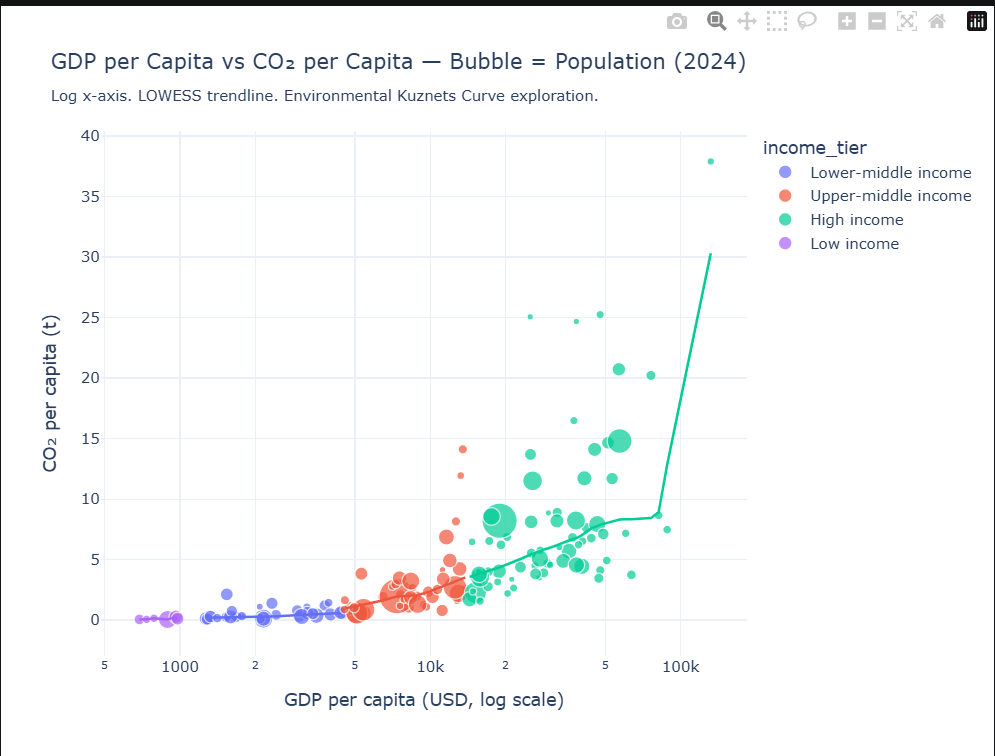 GDP per Capita vs CO₂ per Capita — Bubble = Population (2024)
Log x-axis. LOWESS trendline. Environmental Kuznets Curve exploration.
income_tier
Lower-middle income
Upper-middle income
High income
Low income
CO₂ per capita (t)
40
35
30
25
20
15
10
5
0
5 1000 2 5 10k 2 5 100k
GDP per capita (USD, log scale)